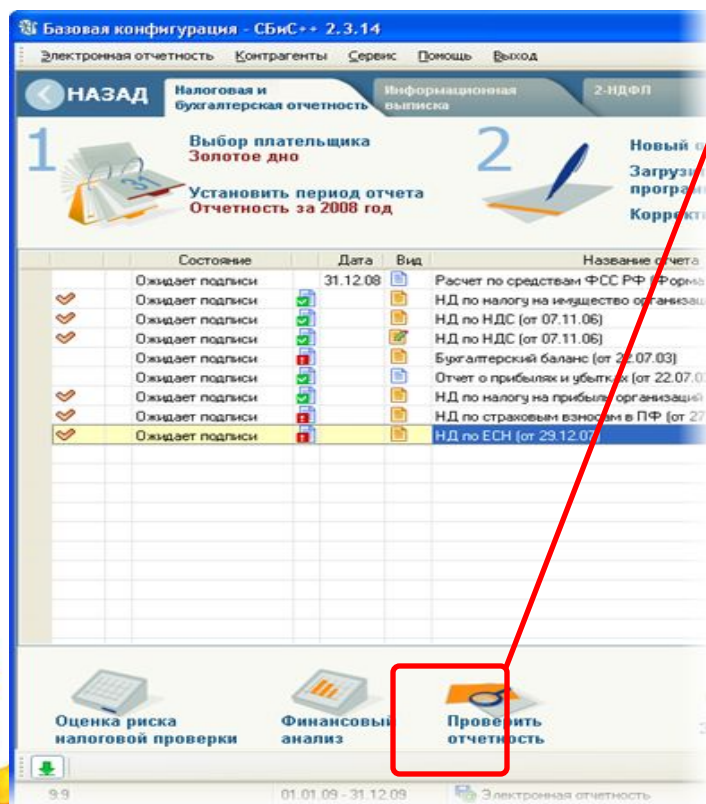 Базовая конфигурация - СБиС++ 2.3.14
Электронная отчетность Контрагенты Сервис Помощь Выход
НАЗАД
Налоговая и
бухгалтерская отчетность
Информационная
выписка
2-НДФЛ
1
Выбор плательщика
Золотое дно
Установить период отчета
Отчетность за 2008 год
2
Новый
Состояние Дата Вид Название отчета
Ожидает подписи 31.12.08 Расчет по средствам ФСС РФ
Ожидает подписи НД по налогу на имущество
Ожидает подписи НД по НДС (от 07.11.06)
Ожидает подписи НД по НДС (от 07.11.06)
Ожидает подписи Бухгалтерский баланс (от 22.07.03)
Ожидает подписи Отчет о прибылях и убытках (от 22.07.0
Ожидает подписи НД по налогу на прибыль организаций
Ожидает подписи НД по страховым взносам в ПФ (от 27
Ожидает подписи НД по ЕСН (от 29.12.07)
Оценка риска
налоговой проверки
Финансовый
анализ
Проверить
отчетность
9:9 01.01.09 - 31.12.09 Электронная отчетность